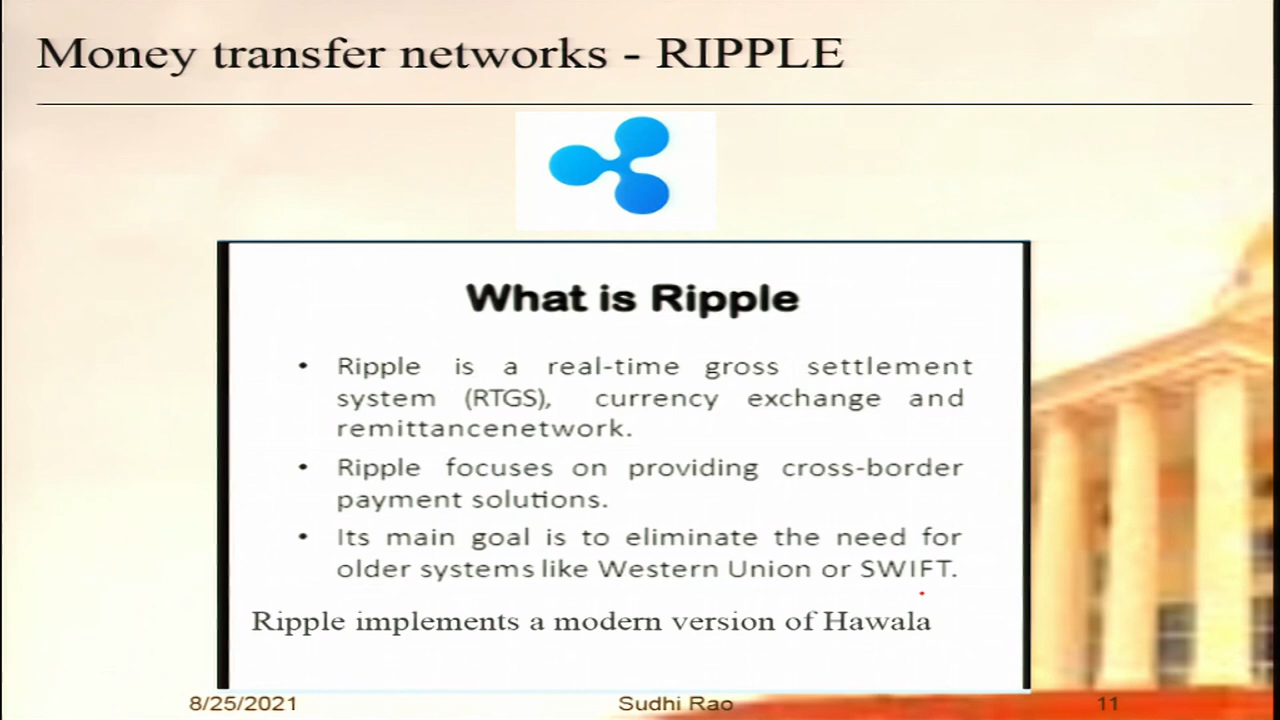 Money transfer networks - RIPPLE
What is Ripple
• Ripple is a real-time gross settlement
system (RTGS), currency exchange and
remittancenetwork.
• Ripple focuses on providing cross-border
payment solutions.
• Its main goal is to eliminate the need for
older systems like Western Union or SWIFT.
Ripple implements a modern version of Hawala
8/25/2021 Sudhi Rao 11